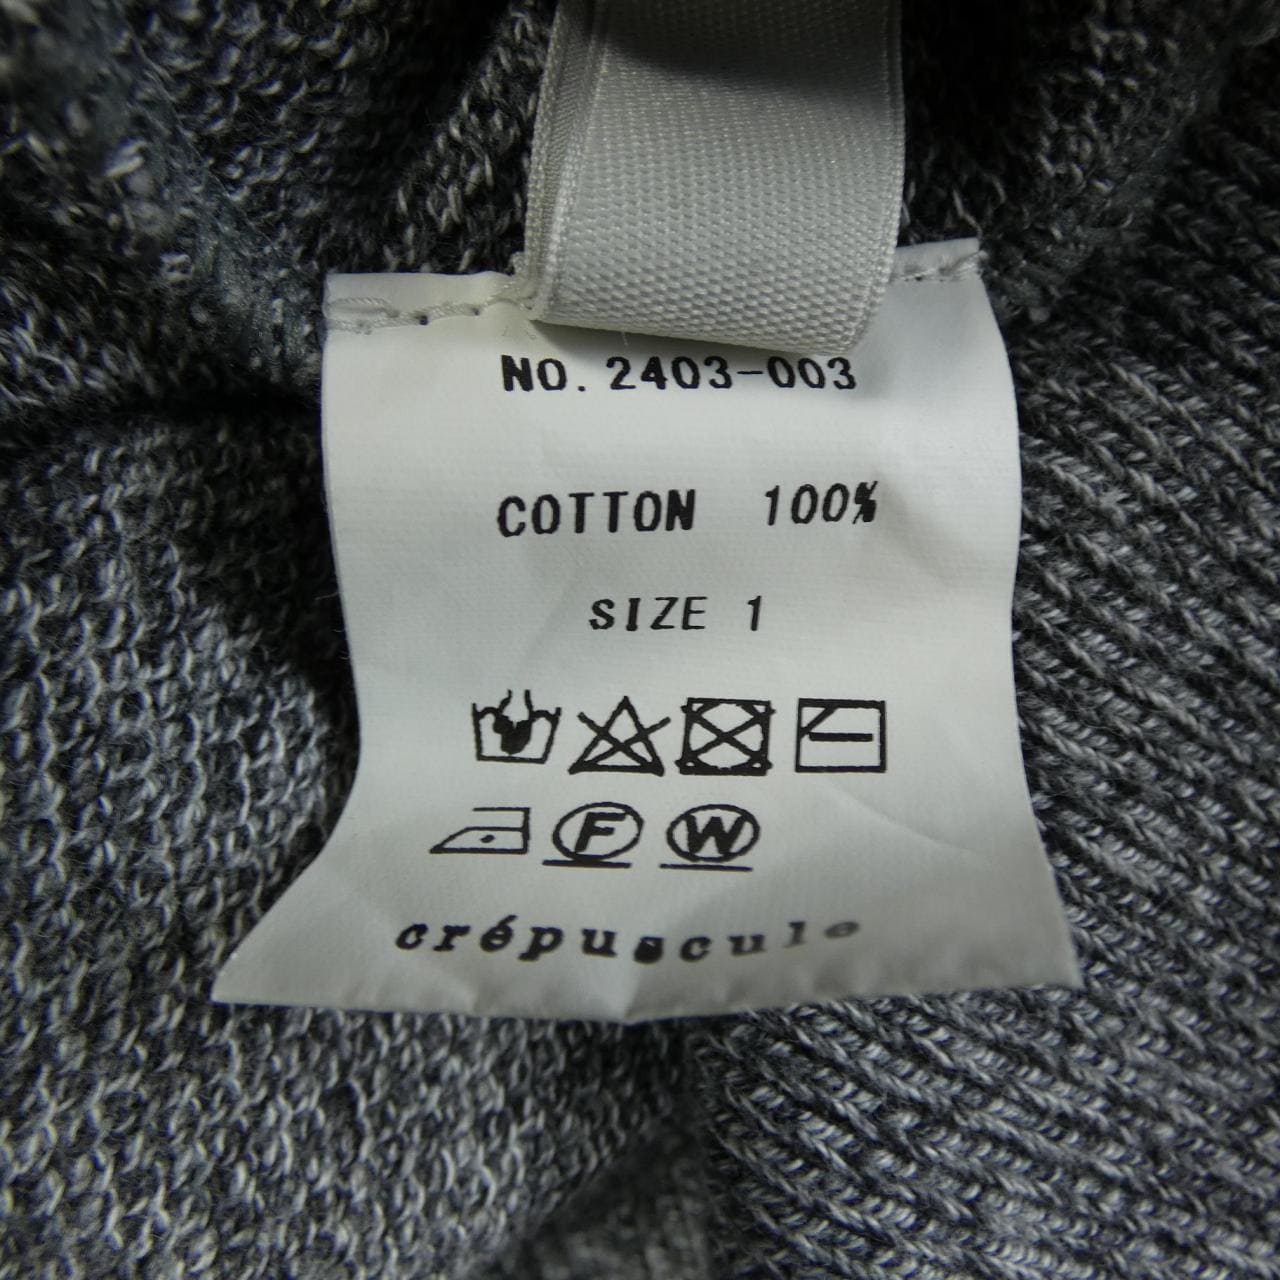 NO. 2403-003
COTTON 100%
SIZE 1
F W
crépuscule